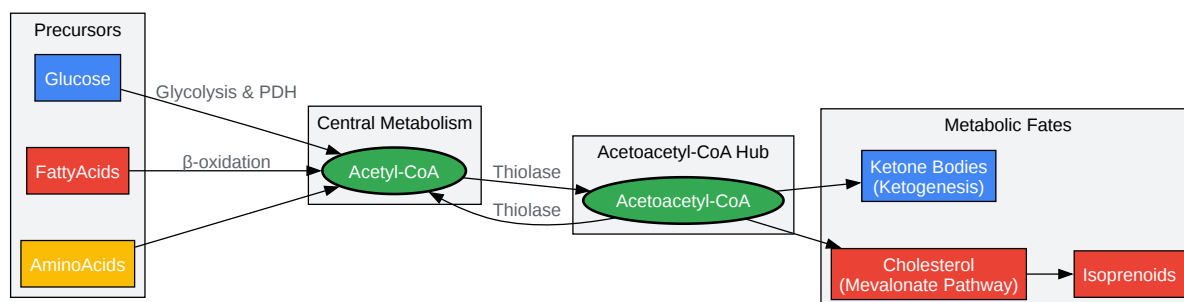 Precursors
Glucose
Glycolysis & PDH
FattyAcids
β-oxidation
AminoAcids
Central Metabolism
Acetyl-CoA
Thiolase
Thiolase
Acetoacetyl-CoA Hub
Acetoacetyl-CoA
Metabolic Fates
Ketone Bodies
(Ketogenesis)
Cholesterol
(Mevalonate Pathway)
Isoprenoids